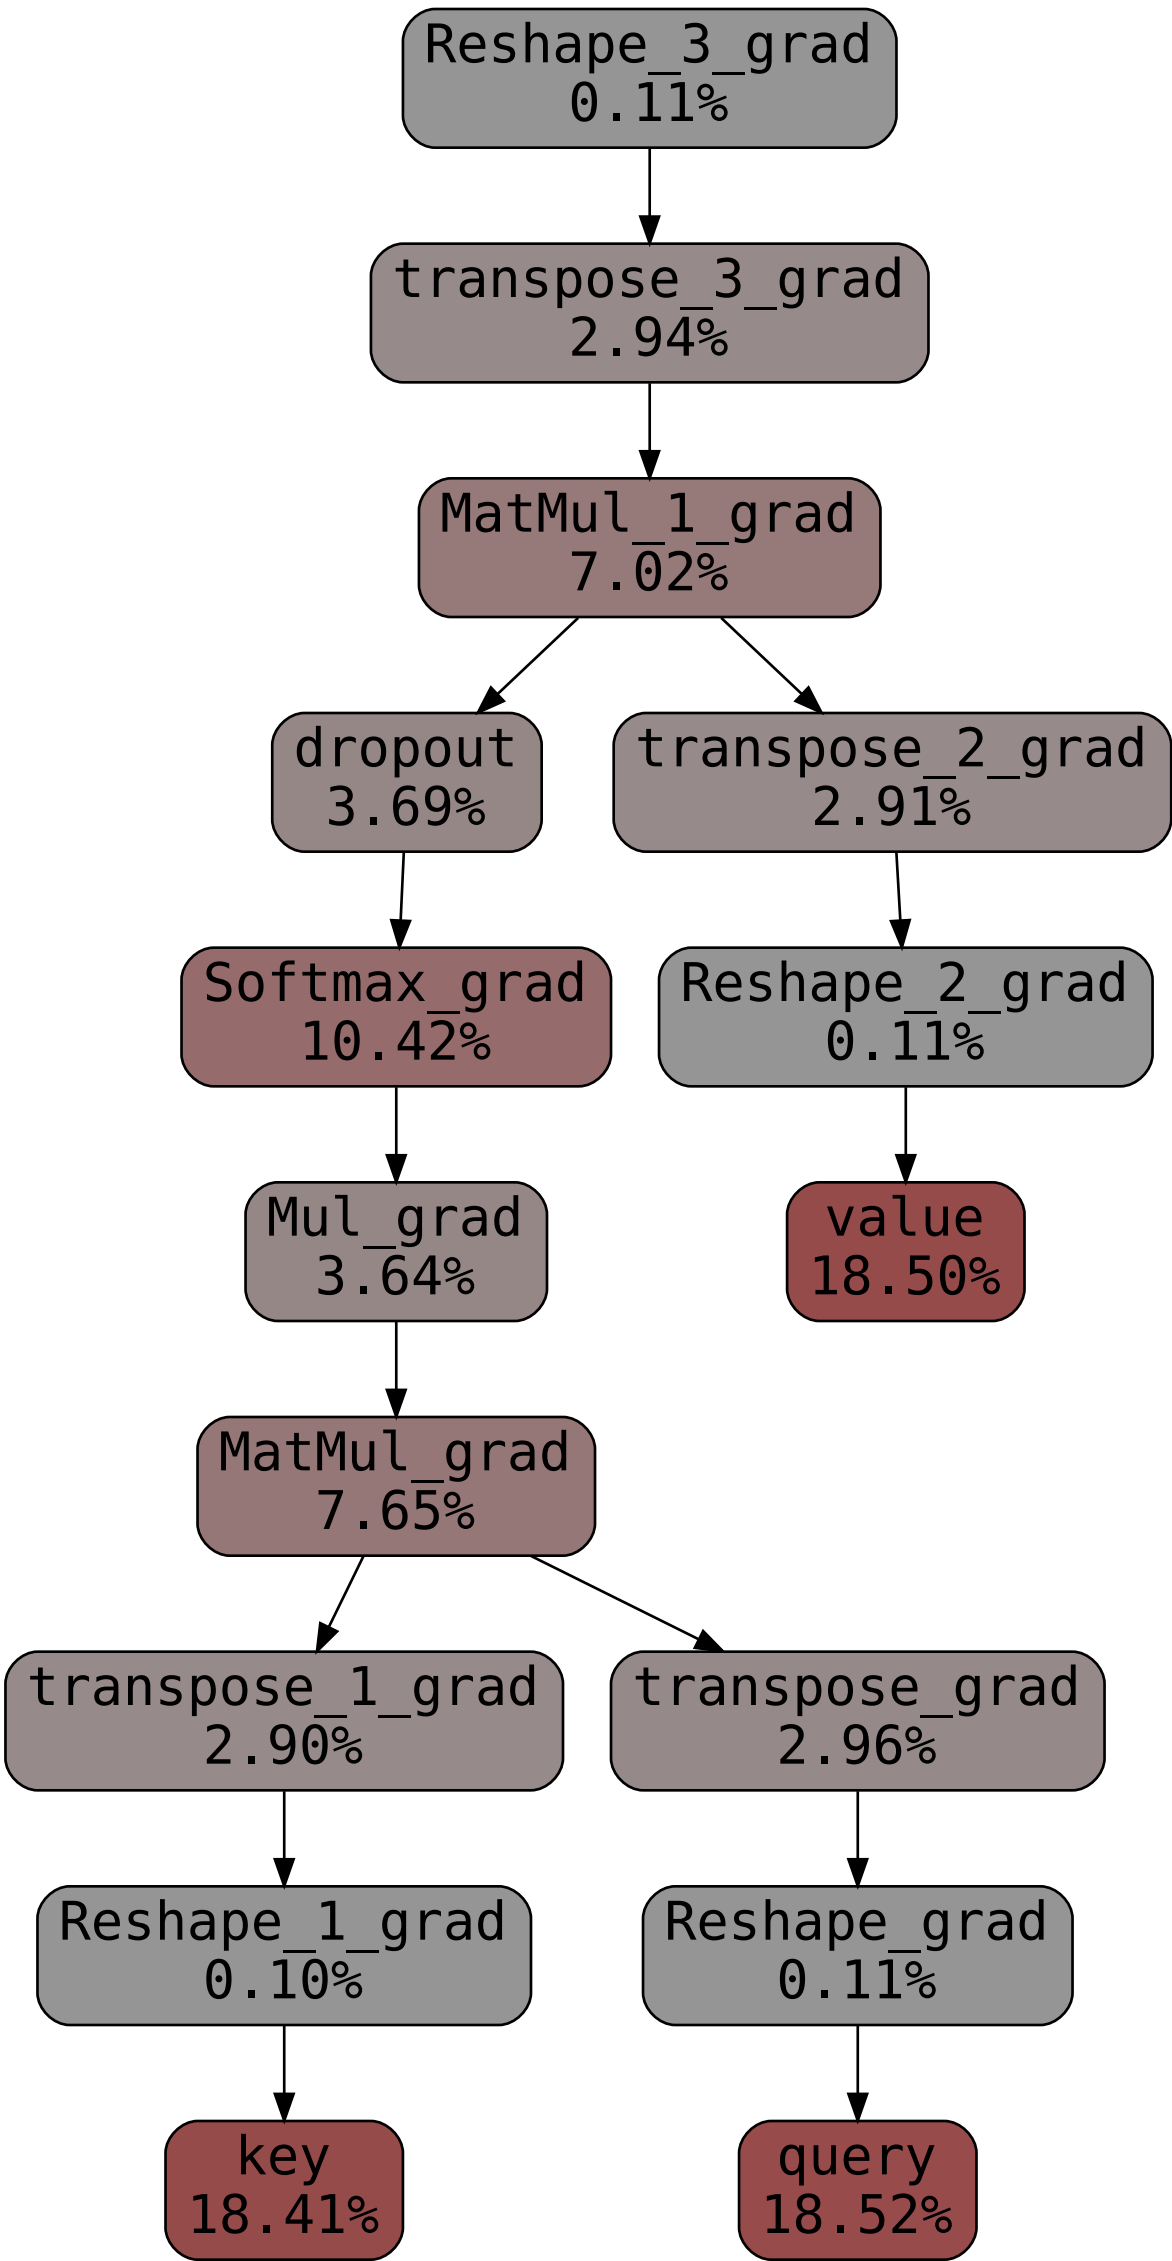 Reshape_3_grad
0.11%
transpose_3_grad
2.94%
MatMul_1_grad
7.02%
dropout
3.69%
transpose_2_grad
2.91%
Softmax_grad
10.42%
Reshape_2_grad
0.11%
Mul_grad
3.64%
value
18.50%
MatMul_grad
7.65%
transpose_1_grad
2.90%
transpose_grad
2.96%
Reshape_1_grad
0.10%
Reshape_grad
0.11%
key
18.41%
query
18.52%